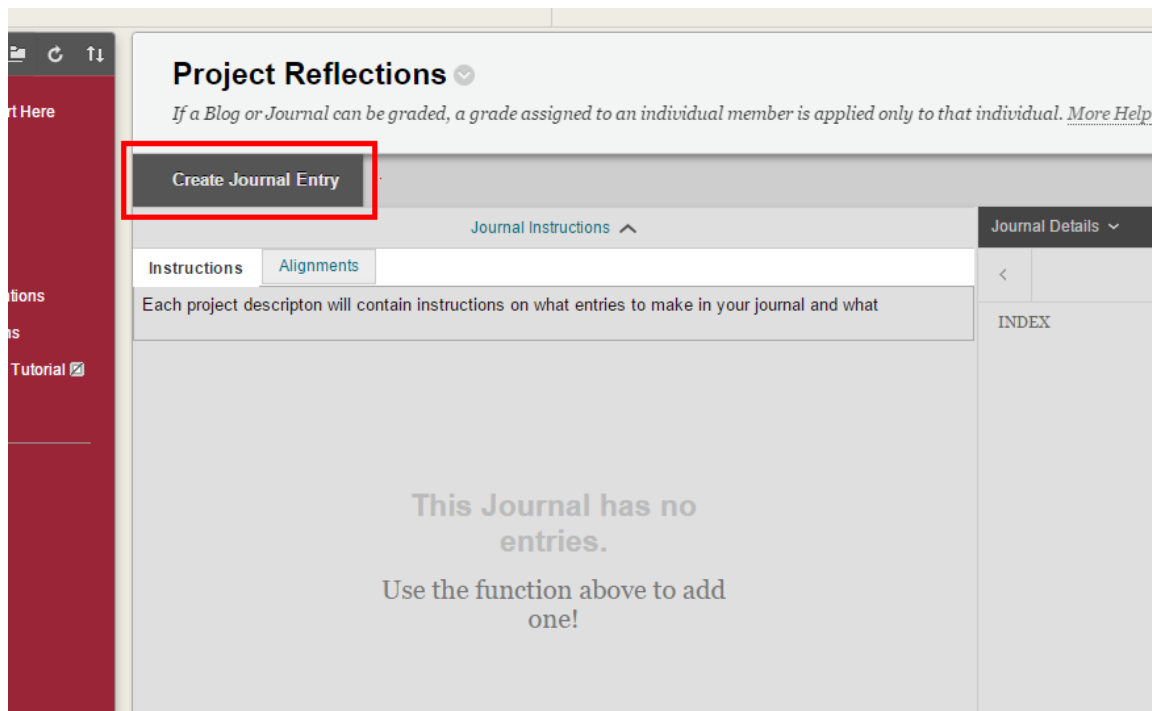 rt Here
ations
ns
Tutorial
Project Reflections
If a Blog or Journal can be graded, a grade assigned to an individual member is applied only to that individual. More Help
Create Journal Entry
Journal Instructions
Instructions
Alignments
Each project descripton will contain instructions on what entries to make in your journal and what
This Journal has no
entries.
Use the function above to add
one!
Journal Details
INDEX